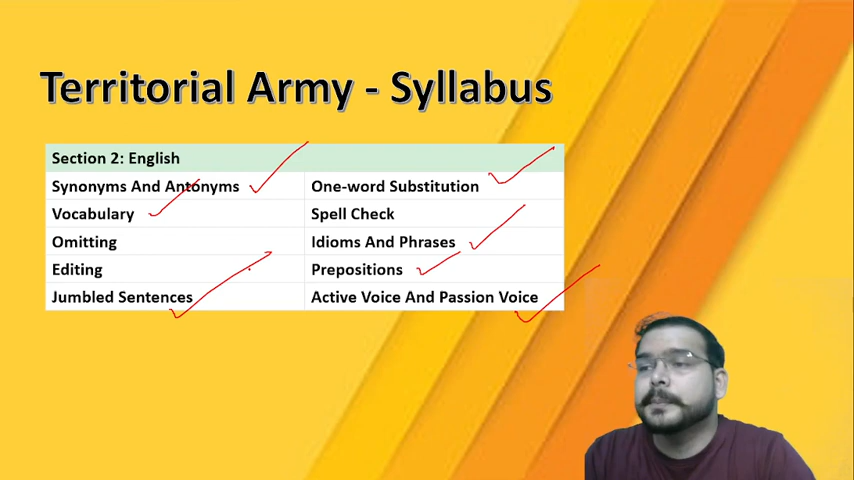 Territorial Army - Syllabus
Section 2: English
Synonyms And Antonyms One-word Substitution
Vocabulary Spell Check
Omitting Idioms And Phrases
Editing Prepositions
Jumbled Sentences Active Voice And Passion Voice